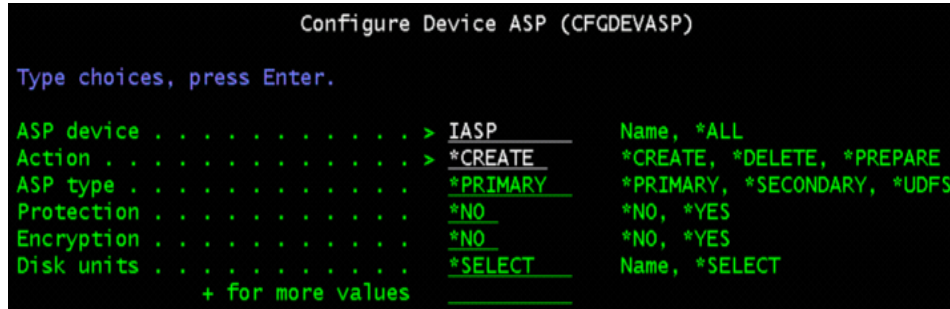 Configure Device ASP (CFGDEVASP)
Type choices, press Enter.
ASP device . . . . . . . . . . . . > IASP Name, *ALL
Action . . . . . . . . . . . . . . > *CREATE *CREATE, *DELETE, *PREPARE
ASP type . . . . . . . . . . . . *PRIMARY *PRIMARY, *SECONDARY, *UDFS
Protection . . . . . . . . . . . *NO *NO, *YES
Encryption . . . . . . . . . . . *NO *NO, *YES
Disk units . . . . . . . . . . . *SELECT Name, *SELECT
+ for more values